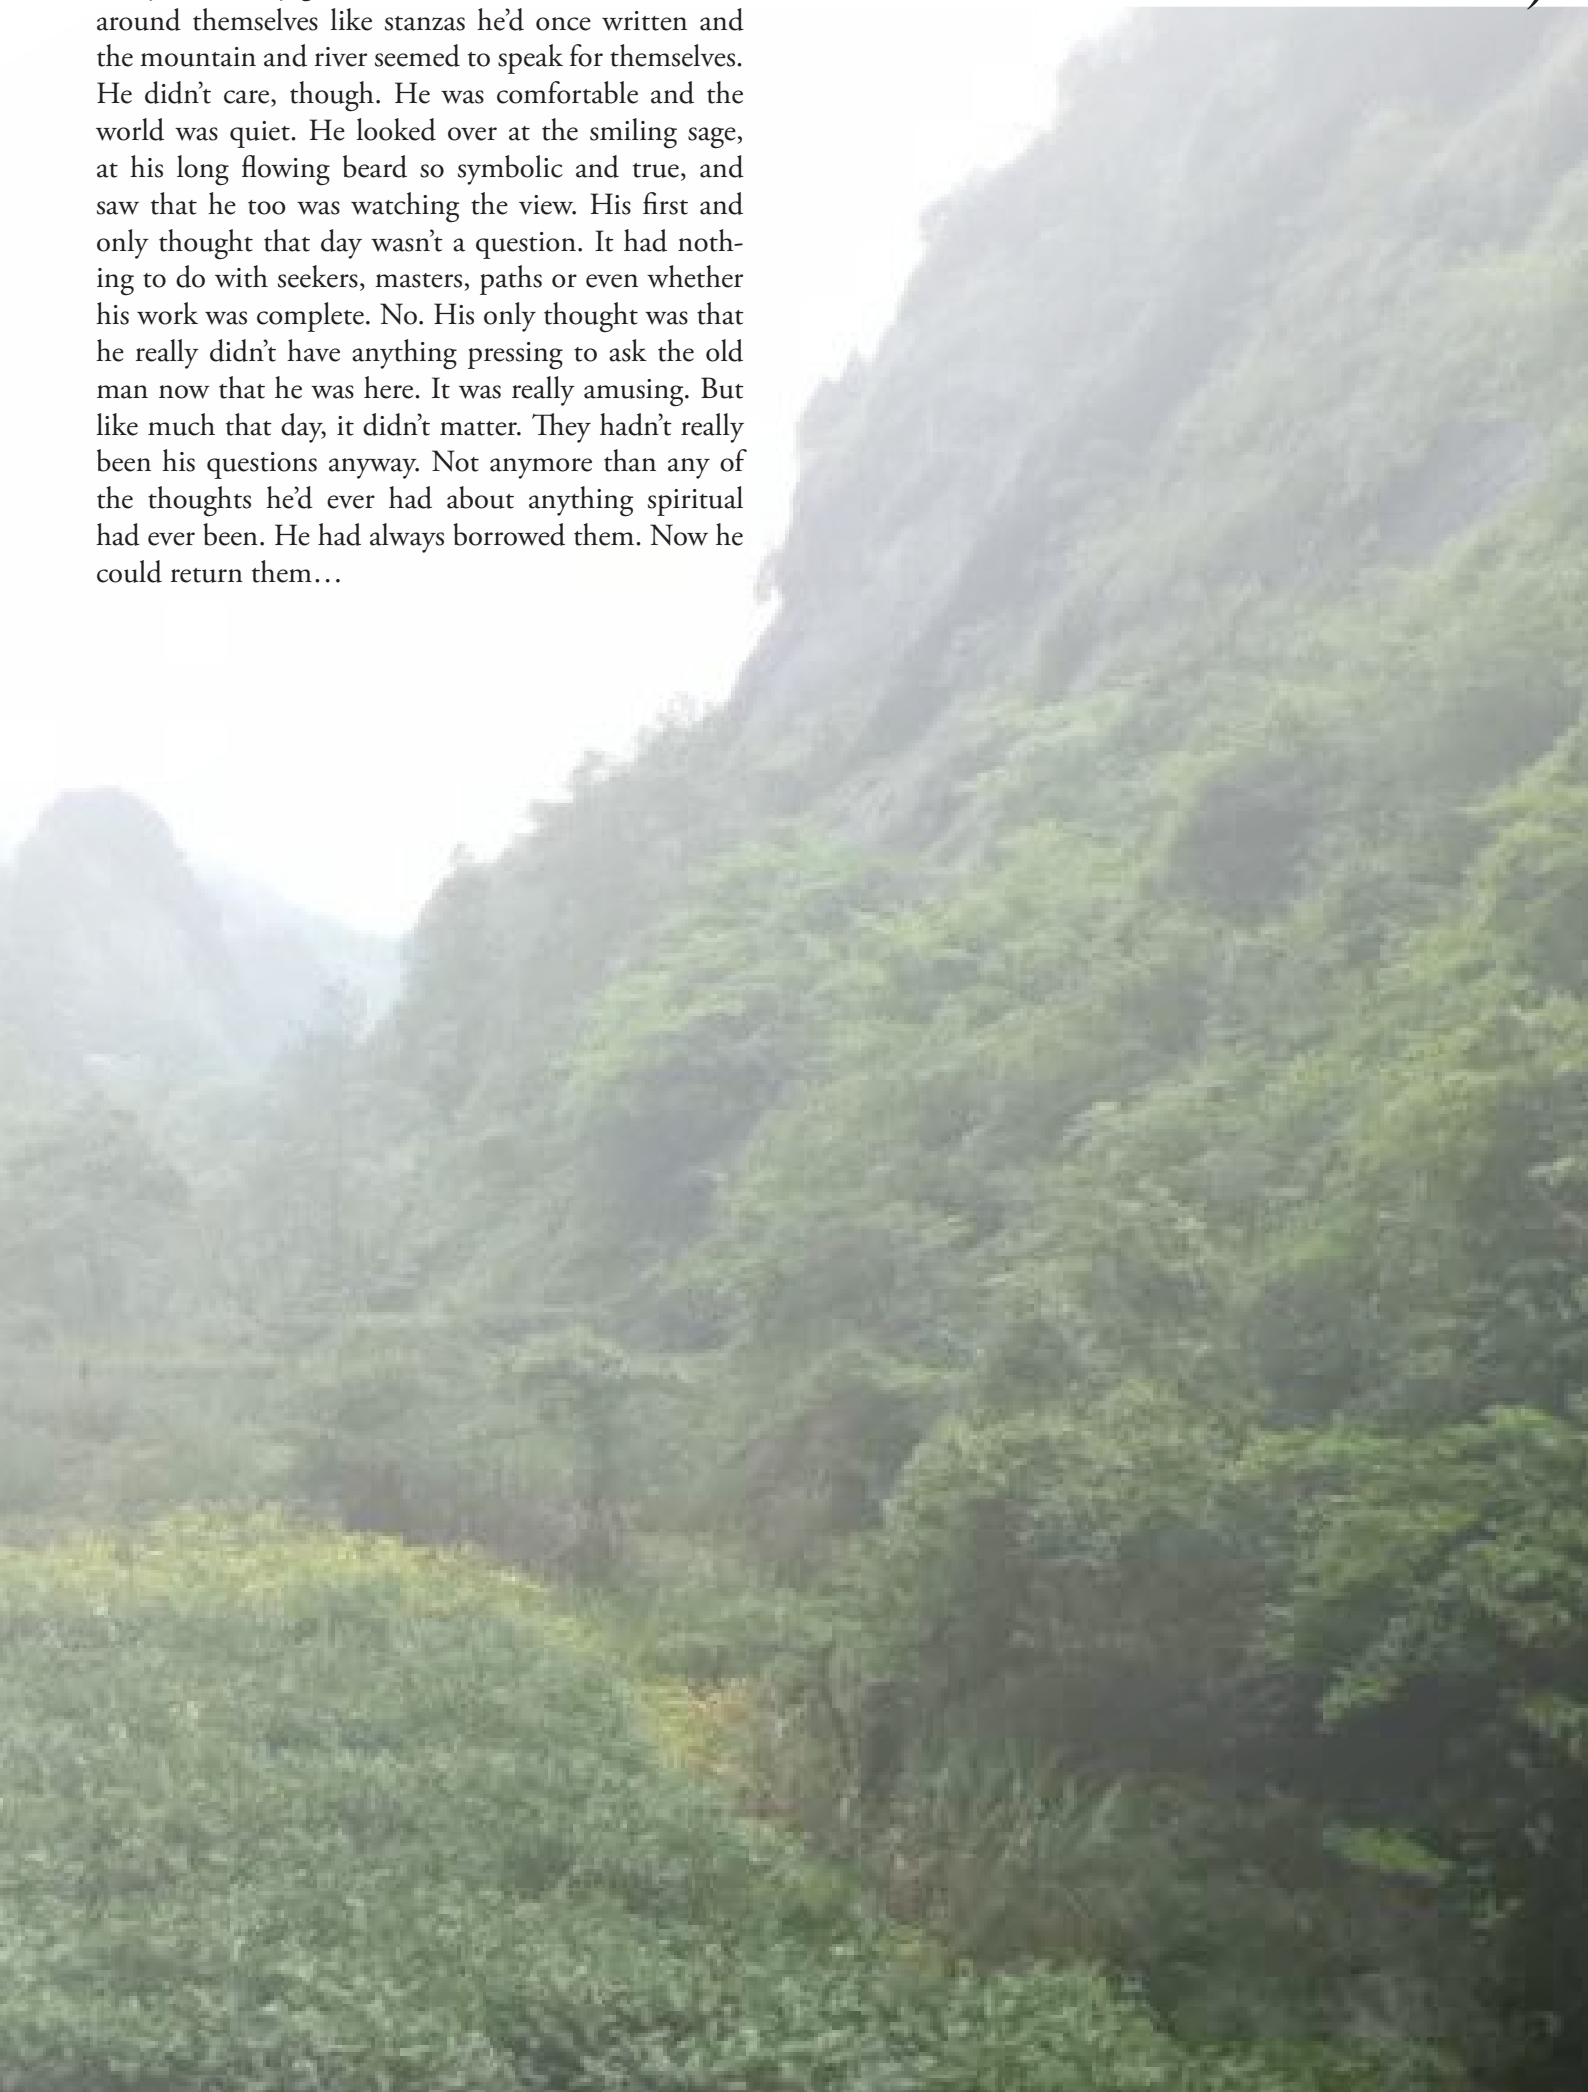 around themselves like stanzas he’d once written and
the mountain and river seemed to speak for themselves.
He didn’t care, though. He was comfortable and the
world was quiet. He looked over at the smiling sage,
at his long flowing beard so symbolic and true, and
saw that he too was watching the view. His first and
only thought that day wasn’t a question. It had noth-
ing to do with seekers, masters, paths or even whether
his work was complete. No. His only thought was that
he really didn’t have anything pressing to ask the old
man now that he was here. It was really amusing. But
like much that day, it didn’t matter. They hadn’t really
been his questions anyway. Not anymore than any of
the thoughts he’d ever had about anything spiritual
had ever been. He had always borrowed them. Now he
could return them…